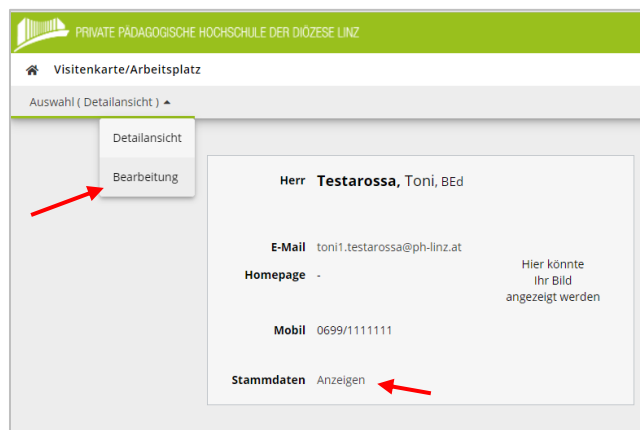 PRIVATE PÄDAGOGISCHE HOCHSCHULE DER DIÖZESE LINZ
Visitenkarte/Arbeitsplatz
Auswahl ( Detailansicht )
Detailansicht
Bearbeitung
Herr Testarossa, Toni, BEd
E-Mail toni1.testarossa@ph-linz.at
Homepage -
Hier könnte
Ihr Bild
angezeigt werden
Mobil 0699/1111111
Stammdaten Anzeigen